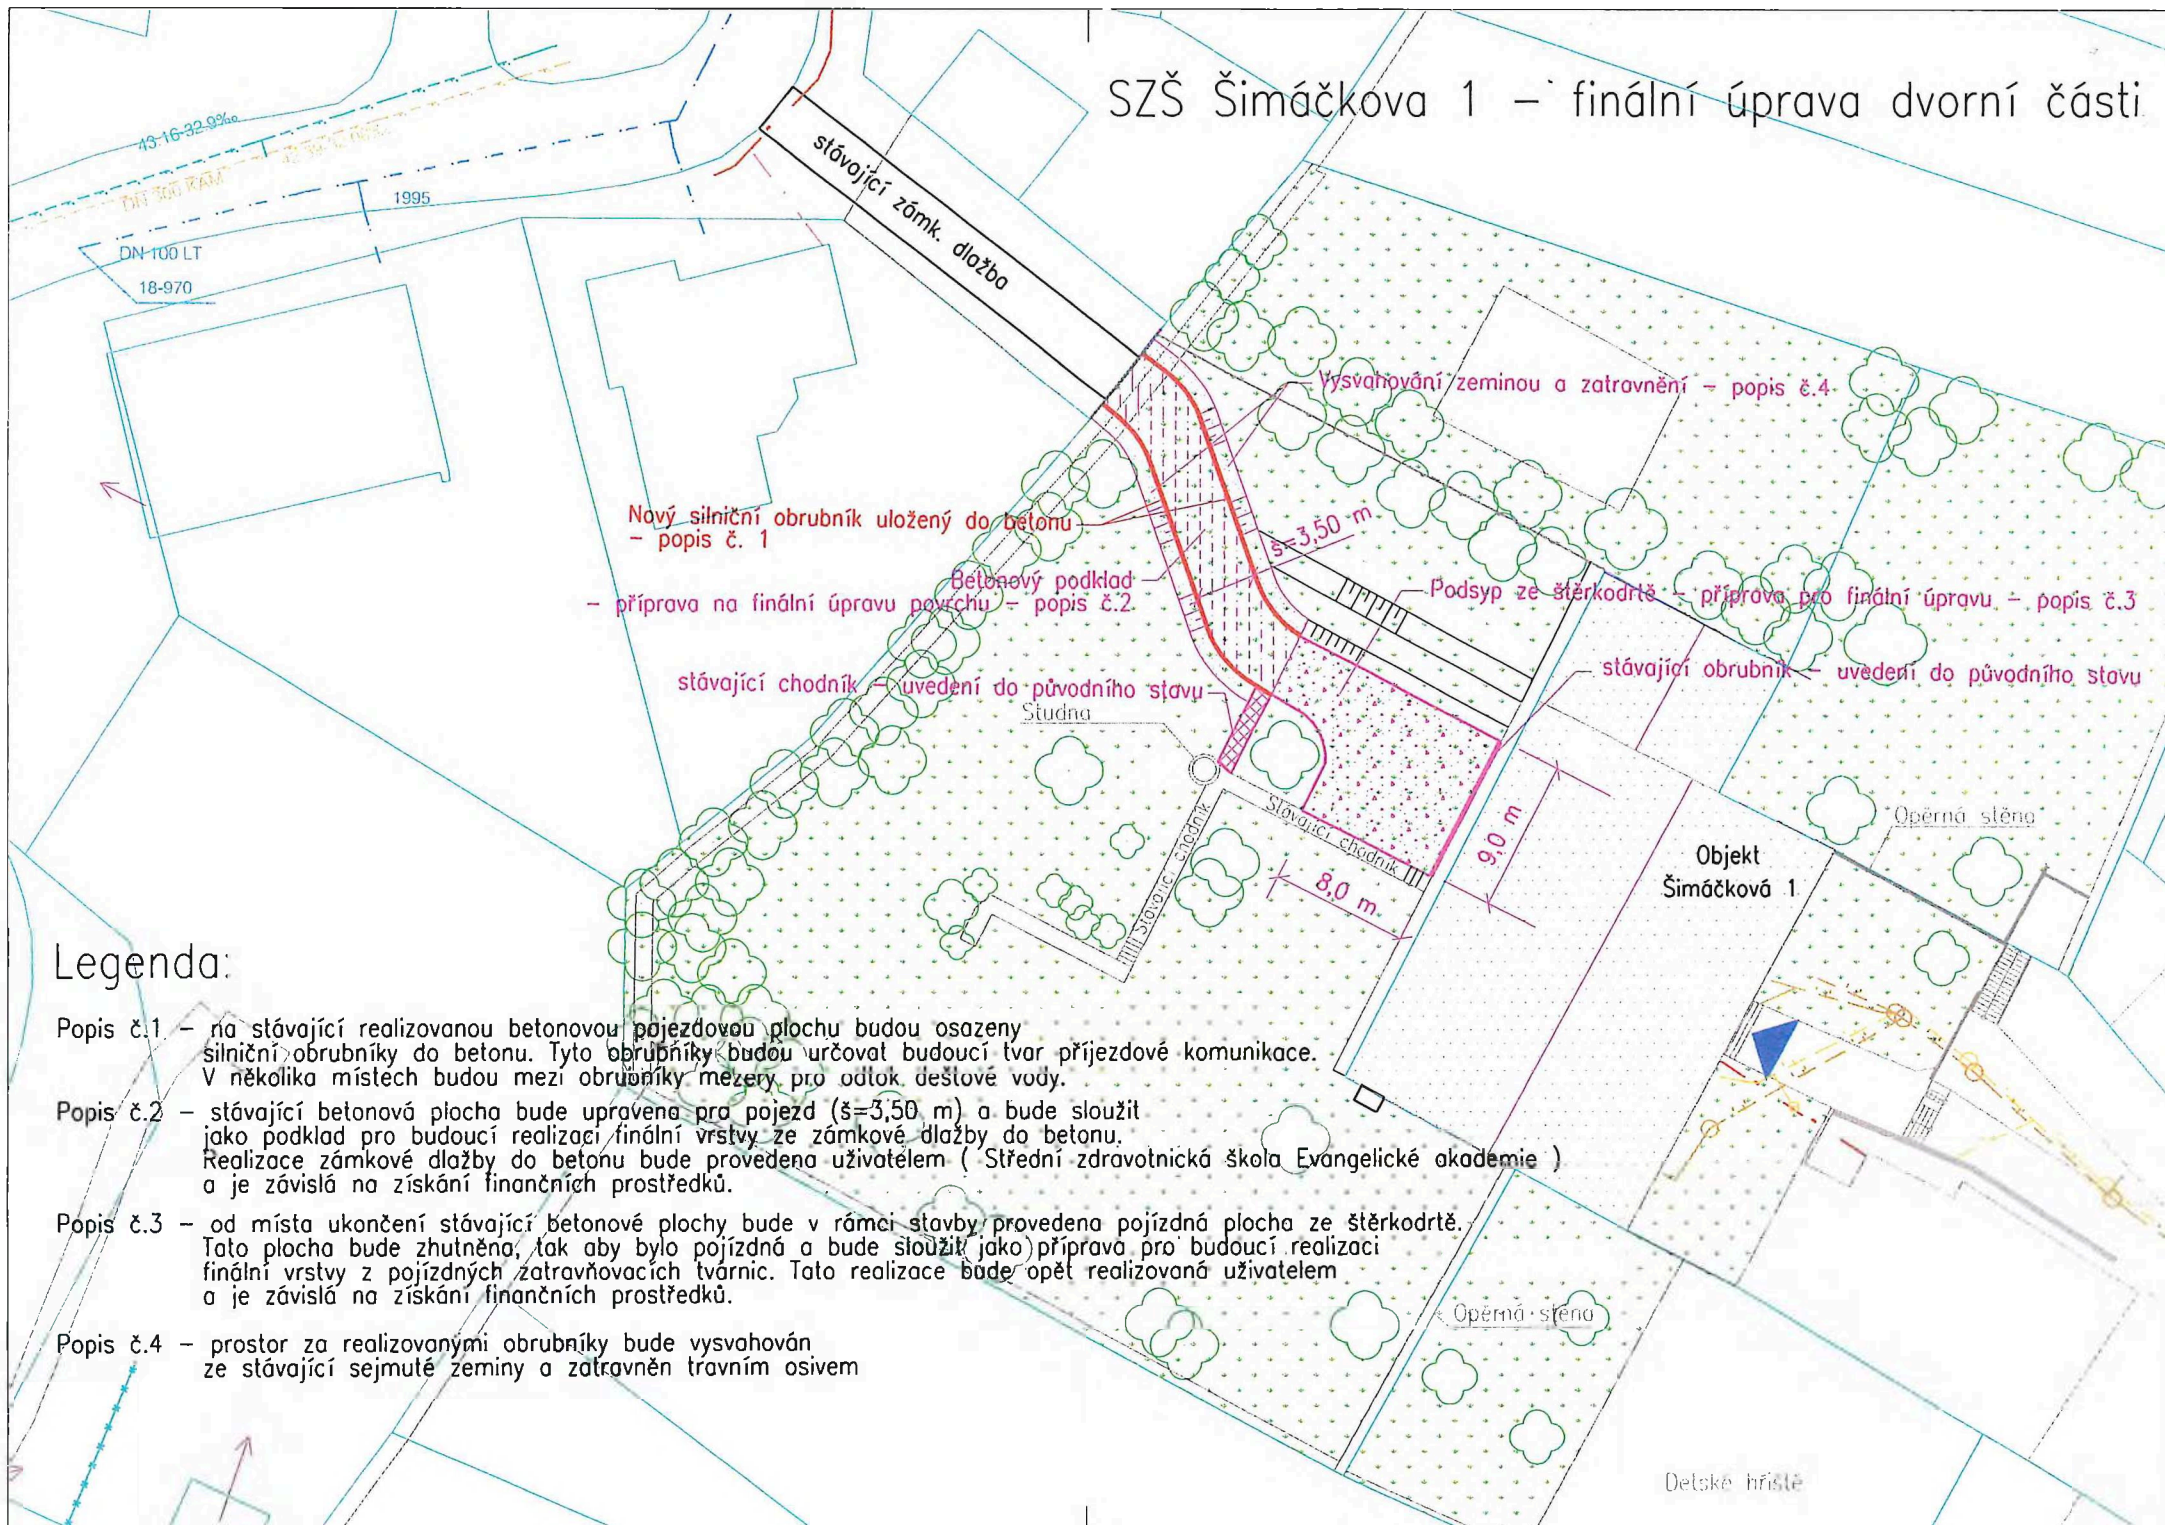 SZŠ Šimáčkova 1 – finální úprava dvorní části
43-16-32.9‰
DN 300 KAM
1995
DN 100 LT
18-970
stávající zámk. dlažba
Vysvahování zeminou a zatravnění – popis č.4
Nový silniční obrubník uložený do betonu
– popis č. 1
š=3,50 m
Betonový podklad
– příprava na finální úpravu povrchu – popis č.2
Podsyp ze štěrkodrtě – příprava pro finální úpravu – popis č.3
stávající chodník – uvedení do původního stavu
stávající obrubník – uvedení do původního stavu
Studna
Stávající chodník
Stávající chodník
9,0 m
8,0 m
Opěrná stěna
Objekt
Šimáčková 1
Legenda:
Popis č.1 – na stávající realizovanou betonovou pojezdovou plochu budou osazeny
silniční obrubníky do betonu. Tyto obrubníky budou určovat budoucí tvar příjezdové komunikace.
V několika místech budou mezi obrubníky mezery pro odtok dešťové vody.
Popis č.2 – stávající betonová plocha bude upravena pro pojezd (š=3,50 m) a bude sloužit
jako podklad pro budoucí realizaci finální vrstvy ze zámkové dlažby do betonu.
Realizace zámkové dlažby do betonu bude provedena uživatelem ( Střední zdravotnická škola Evangelické akademie )
a je závislá na získání finančních prostředků.
Popis č.3 – od místa ukončení stávající betonové plochy bude v rámci stavby provedena pojízdná plocha ze štěrkodrtě.
Tato plocha bude zhutněna, tak aby bylo pojízdná a bude sloužit jako příprava pro budoucí realizaci
finální vrstvy z pojízdných zatravňovacích tvárnic. Tato realizace bude opět realizovaná uživatelem
a je závislá na získání finančních prostředků.
Popis č.4 – prostor za realizovanými obrubníky bude vysvahován
ze stávající sejmuté zeminy a zatravněn travním osivem
Opěrná stěna
Detské hřiště